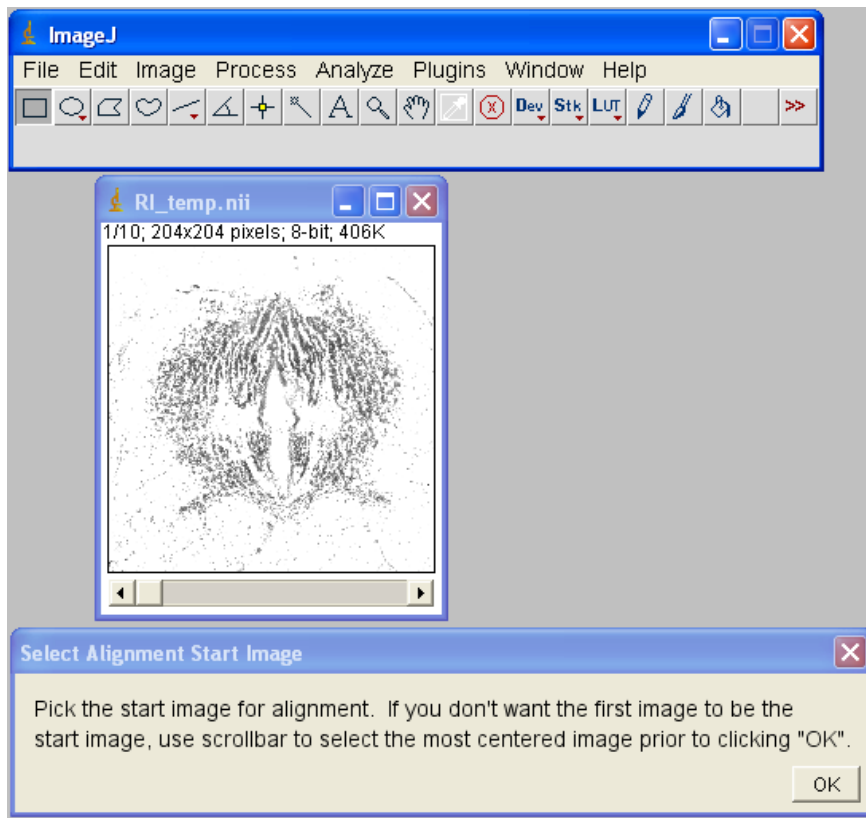 ImageJ
File Edit Image Process Analyze Plugins Window Help
A Dev Stk LUT >>
RI_temp.nii
1/10; 204x204 pixels; 8-bit; 406K
Select Alignment Start Image
Pick the start image for alignment. If you don't want the first image to be the
start image, use scrollbar to select the most centered image prior to clicking "OK".
OK